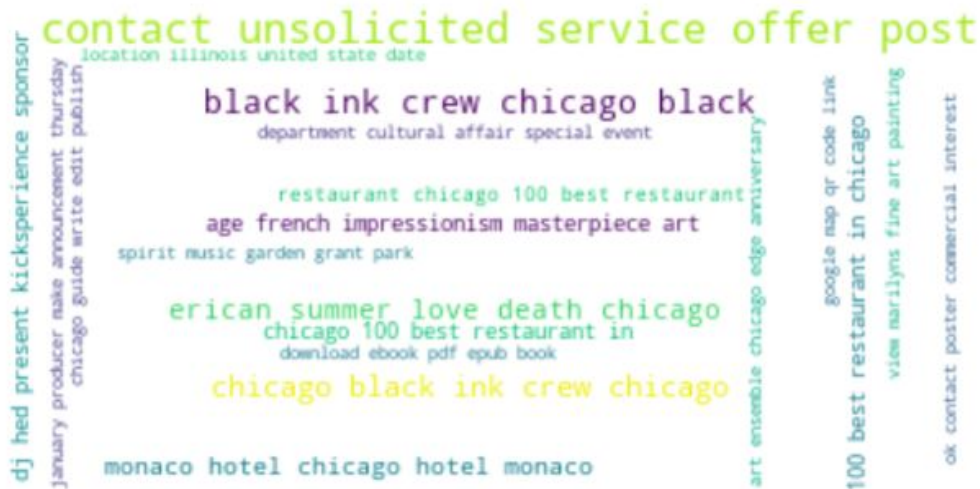 contact unsolicited service offer post
location illinois united state date
black ink crew chicago black
department cultural affair special event
restaurant chicago 100 best restaurant
age french impressionism masterpiece art
spirit music garden grant park
erican summer love death chicago
chicago 100 best restaurant in
download ebook pdf epub book
chicago black ink crew chicago
monaco hotel chicago hotel monaco
dj hed present kicksperience sponsor
january producer make announcement thursday
chicago guide write edit publish
art ensemble chicago edge anniversary
google map qr code link
100 best restaurant in chicago
view marilyns fine art painting
ok contact poster commercial interest